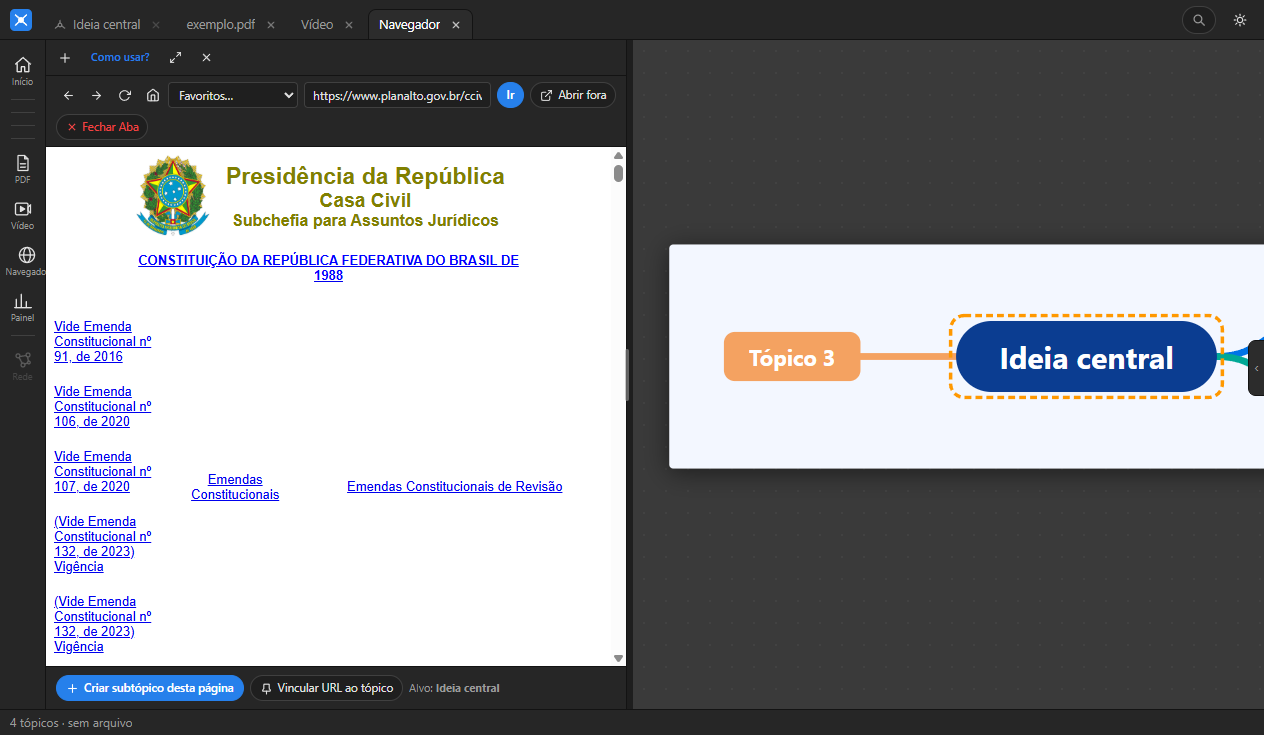 Ideia central
exemplo.pdf
Vídeo
Navegador
Início
PDF
Vídeo
Navegado
Painel
Rede
Como usar?
Favoritos...
https://www.planalto.gov.br/cciv
Ir
Abrir fora
Fechar Aba
Presidência da República
Casa Civil
Subchefia para Assuntos Jurídicos
CONSTITUIÇÃO DA REPÚBLICA FEDERATIVA DO BRASIL DE
1988
Vide Emenda
Constitucional nº
91, de 2016
Vide Emenda
Constitucional nº
106, de 2020
Vide Emenda
Constitucional nº
107, de 2020
(Vide Emenda
Constitucional nº
132, de 2023)
Vigência
(Vide Emenda
Constitucional nº
132, de 2023)
Vigência
Emendas
Constitucionais
Emendas Constitucionais de Revisão
Criar subtópico desta página
Vincular URL ao tópico
Alvo: Ideia central
Tópico 3
Ideia central
4 tópicos · sem arquivo